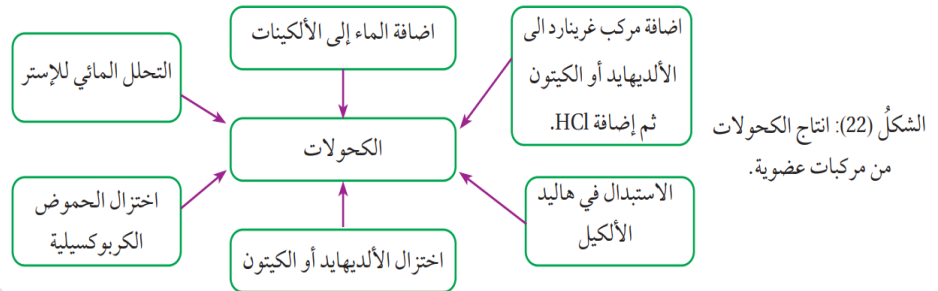 اضافة مركب غرينارد الى
الألديهايد أو الكيتون
ثم إضافة HCl.
اضافة الماء إلى الألكينات
التحلل المائي للإستر
الكحولات
الشكلُ (22): انتاج الكحولات
من مركبات عضوية.
الاستبدال في هاليد
الألكيل
اختزال الألديهايد أو الكيتون
اختزال الحموض
الكربوكسيلية